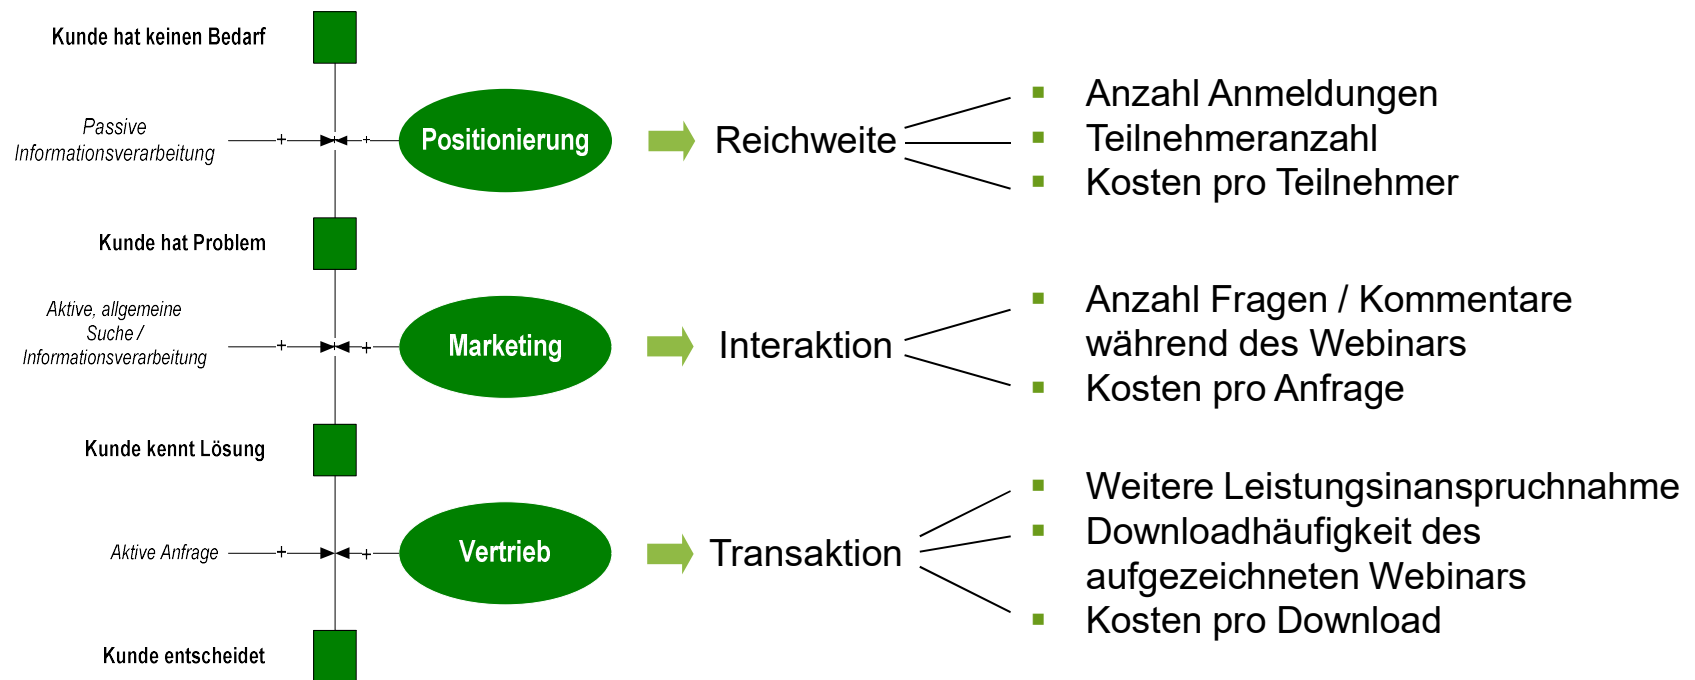 Kunde hat keinen Bedarf
Passive
Informationsverarbeitung
+
+
Positionierung
Reichweite
▪ Anzahl Anmeldungen
▪ Teilnehmeranzahl
▪ Kosten pro Teilnehmer
Kunde hat Problem
Aktive, allgemeine
Suche /
Informationsverarbeitung
+
+
Marketing
Interaktion
▪ Anzahl Fragen / Kommentare
während des Webinars
▪ Kosten pro Anfrage
Kunde kennt Lösung
Aktive Anfrage
+
+
Vertrieb
Transaktion
▪ Weitere Leistungsinanspruchnahme
▪ Downloadhäufigkeit des
aufgezeichneten Webinars
▪ Kosten pro Download
Kunde entscheidet